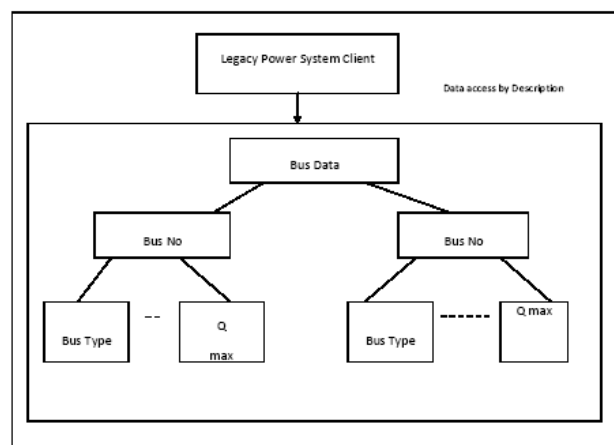 Legacy Power System Client
Data access by Description
Bus Data
Bus No
Bus No
Bus Type
Q
max
Bus Type
Q max